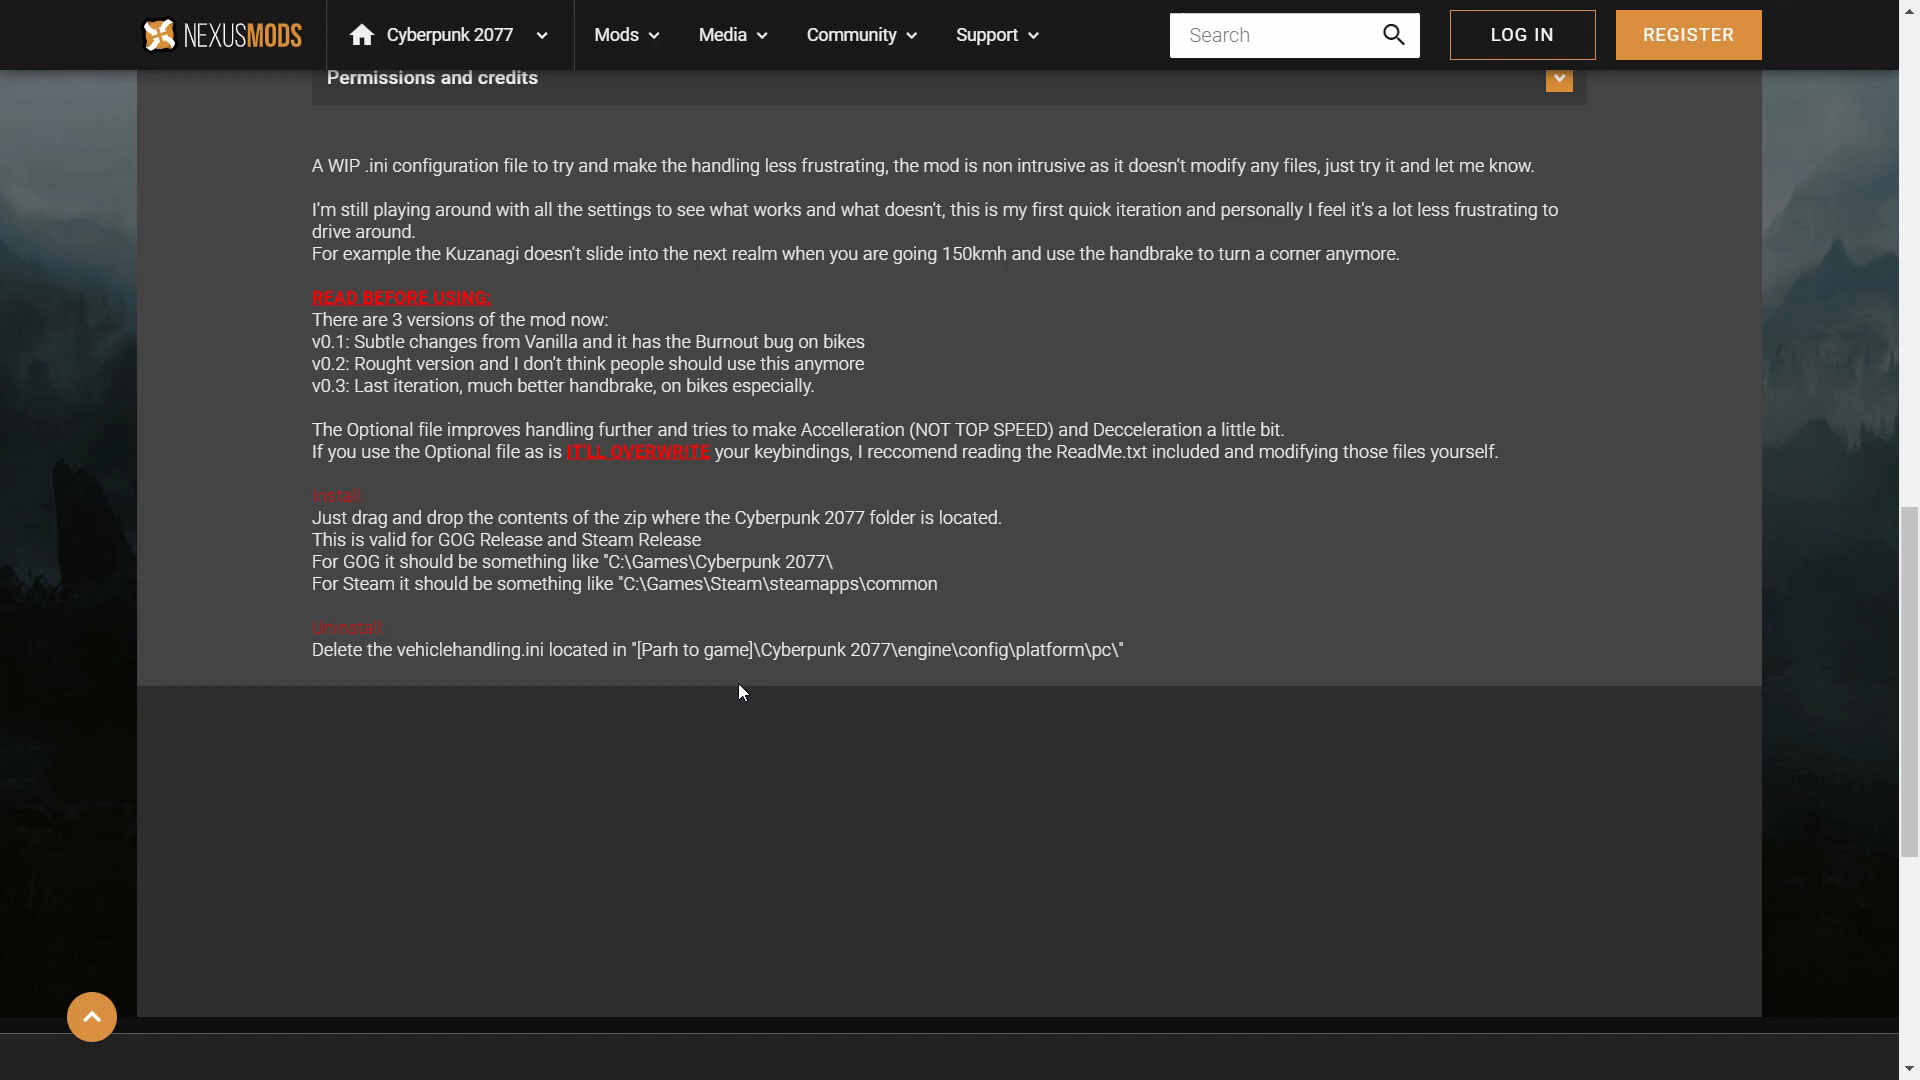 NEXUSMODS
Cyberpunk 2077
Mods
Media
Community
Support
Search
LOG IN
REGISTER
Permissions and credits
A WIP .ini configuration file to try and make the handling less frustrating, the mod is non intrusive as it doesn't modify any files, just try it and let me know.
I'm still playing around with all the settings to see what works and what doesn't, this is my first quick iteration and personally I feel it's a lot less frustrating to
drive around.
For example the Kuzanagi doesn't slide into the next realm when you are going 150kmh and use the handbrake to turn a corner anymore.
READ BEFORE USING:
There are 3 versions of the mod now:
v0.1: Subtle changes from Vanilla and it has the Burnout bug on bikes
v0.2: Rought version and I don't think people should use this anymore
v0.3: Last iteration, much better handbrake, on bikes especially.
The Optional file improves handling further and tries to make Accelleration (NOT TOP SPEED) and Decceleration a little bit.
If you use the Optional file as is IT'LL OVERWRITE your keybindings, I reccomend reading the ReadMe.txt included and modifying those files yourself.
Install:
Just drag and drop the contents of the zip where the Cyberpunk 2077 folder is located.
This is valid for GOG Release and Steam Release
For GOG it should be something like "C:\Games\Cyberpunk 2077\
For Steam it should be something like "C:\Games\Steam\steamapps\common
Uninstall:
Delete the vehiclehandling.ini located in "[Parh to game]\Cyberpunk 2077\engine\config\platform\pc\"